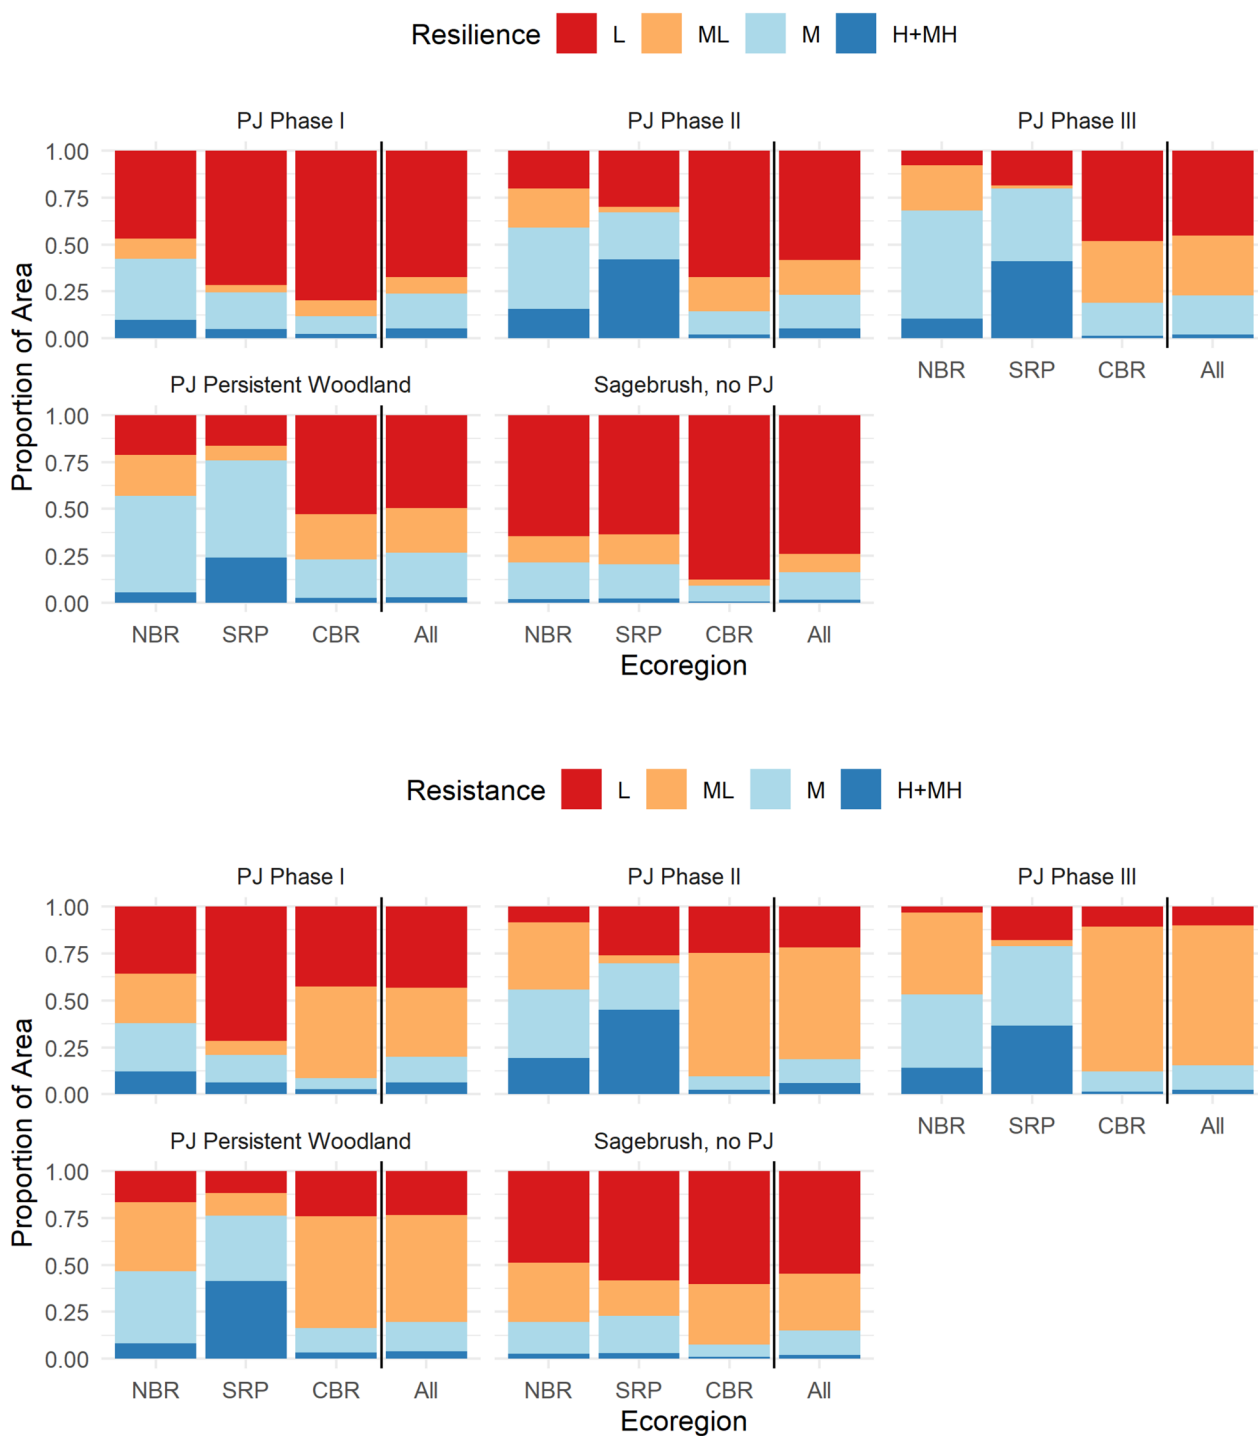 Resilience L ML M H+MH
PJ Phase I PJ Phase II PJ Phase III
1.00
0.75
0.50
0.25
0.00
NBR SRP CBR All
PJ Persistent Woodland Sagebrush, no PJ
1.00
0.75
0.50
0.25
0.00
NBR SRP CBR All NBR SRP CBR All
Proportion of Area
Ecoregion
Resistance L ML M H+MH
PJ Phase I PJ Phase II PJ Phase III
1.00
0.75
0.50
0.25
0.00
NBR SRP CBR All
PJ Persistent Woodland Sagebrush, no PJ
1.00
0.75
0.50
0.25
0.00
NBR SRP CBR All NBR SRP CBR All
Proportion of Area
Ecoregion